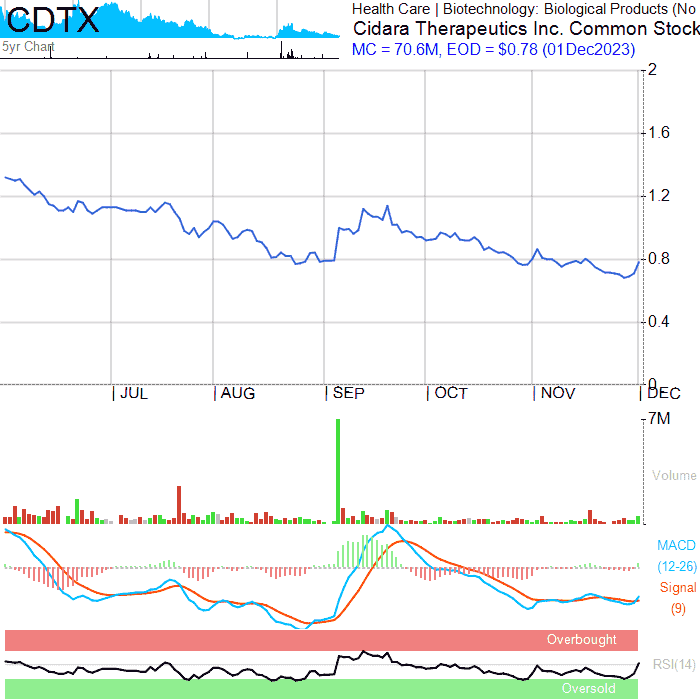 CDTX
5yr Chart
Health Care | Biotechnology: Biological Products (No
Cidara Therapeutics Inc. Common Stock
MC = 70.6M, EOD = $0.78 (01Dec2023)
2
1.6
1.2
0.8
0.4
0
JUL
AUG
SEP
OCT
NOV
DEC
7M
Volume
MACD
(12-26)
Signal
(9)
Overbought
RSI(14)
Oversold